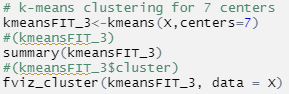 # k-means clustering for 7 centers
kmeansFIT_3<-kmeans(X,centers=7)
#(kmeansFIT_3)
summary(kmeansFIT_3)
#(kmeansFIT_3$cluster)
fviz_cluster(kmeansFIT_3, data = X)